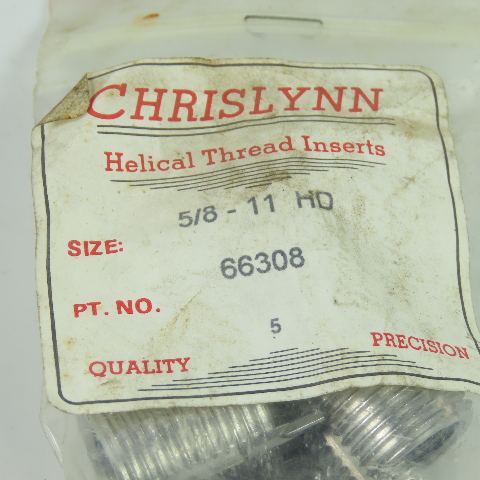 CHRISLYNN
Helical Thread Inserts
5/8 - 11 HD
SIZE:
66308
PT. NO.
5
QUALITY PRECISION